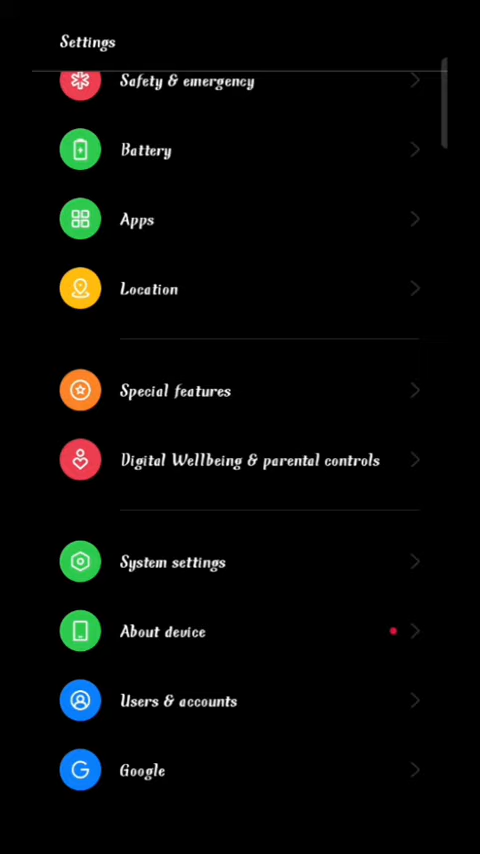 Settings
Safety & emergency
Battery
Apps
Location
Special features
Digital Wellbeing & parental controls
System settings
About device
Users & accounts
Google